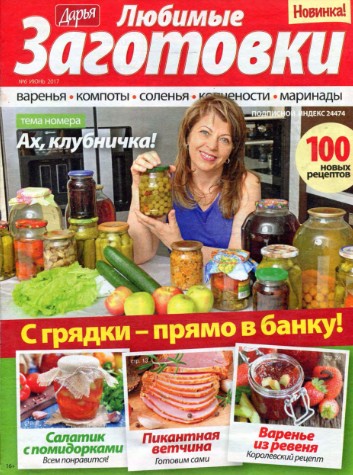 Дарья
Любимые
Новинка!
Заготовки
№6 ИЮНЬ 2017
варенья • компоты • соленья • копчености • маринады
ПОДПИСНОЙ ИНДЕКС 24474
тема номера
Ах, клубничка!
100
новых
рецептов
С грядки – прямо в банку!
Салатик
с помидорками
Всем понравится!
Пикантная
ветчина
Готовим сами
Варенье
из ревеня
Королевский рецепт
16+